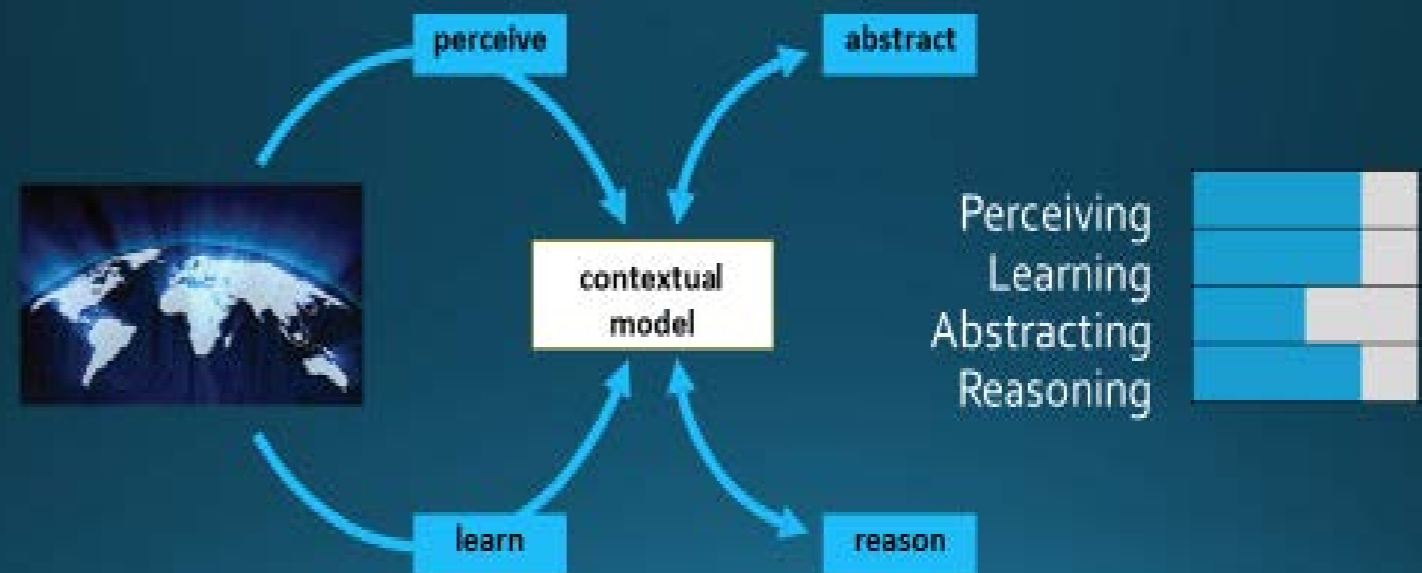 perceive
abstract
contextual
model
learn
reason
Perceiving
Learning
Abstracting
Reasoning